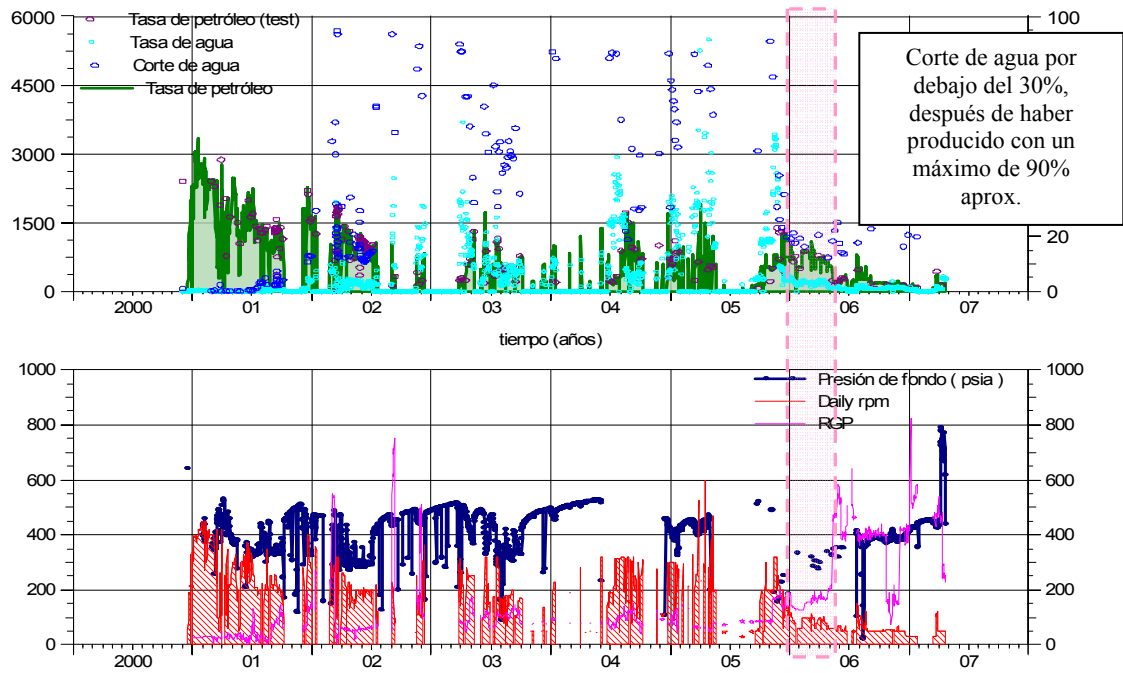 6000
4500
3000
1500
0
100
20
0
Tasa de petróleo (test)
Tasa de agua
Corte de agua
Tasa de petróleo
Corte de agua por
debajo del 30%,
después de haber
producido con un
máximo de 90%
aprox.
2000 01 02 03 04 05 06 07
tiempo (años)
1000
800
600
400
200
0
1000
800
600
400
200
0
Presión de fondo ( psia )
Daily rpm
RGP
2000 01 02 03 04 05 06 07